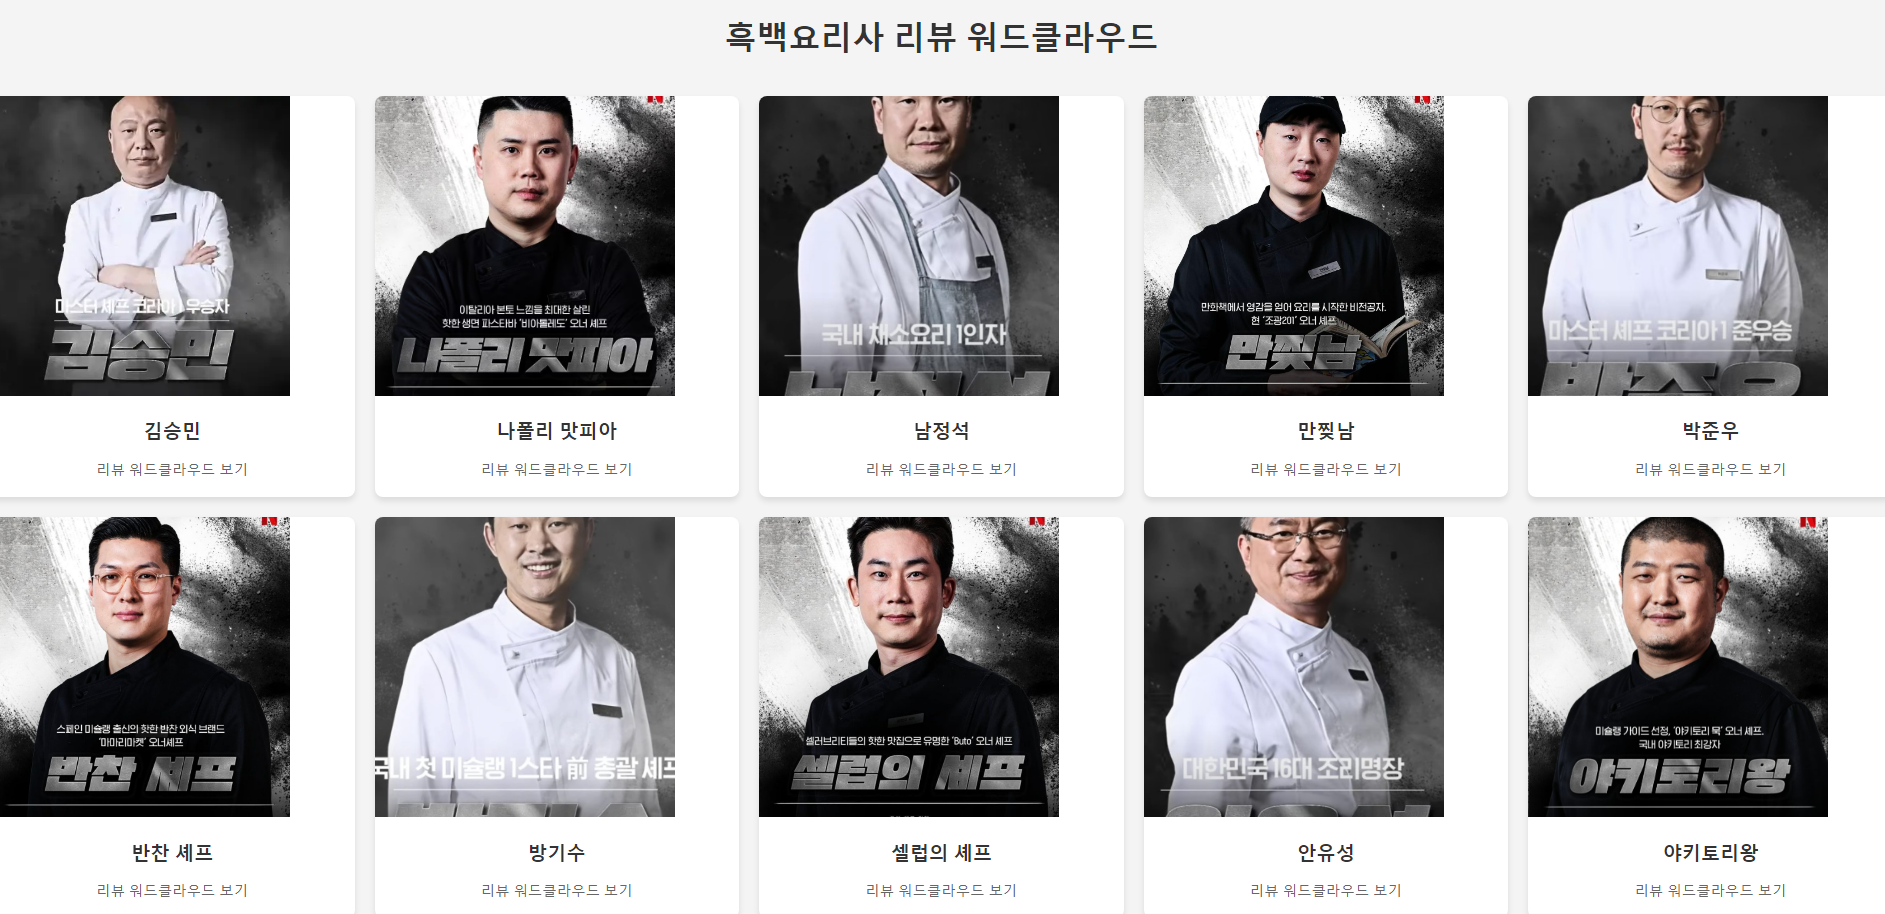 흑백요리사 리뷰 워드클라우드
마스터 셰프 코리아 1 우승자
김승민
이탈리아 본토 느낌을 최대한 살린
핫한 생면 파스타바 '비아톨레도' 오너 셰프
나폴리 맛피아
국내 채소요리 1인자
만화책에서 영감을 얻어 요리를 시작한 비전공자.
현 '조광201' 오너 셰프
만찢남
마스터 셰프 코리아 1 준우승
박준우
김승민
나폴리 맛피아
남정석
만찢남
박준우
리뷰 워드클라우드 보기
리뷰 워드클라우드 보기
리뷰 워드클라우드 보기
리뷰 워드클라우드 보기
리뷰 워드클라우드 보기
스페인 미슐랭 출신의 핫한 반찬 외식 브랜드
'마마리마켓' 오너셰프
반찬 셰프
국내 첫 미슐랭 1스타 前 총괄 셰프
셀러브리티들의 핫한 맛집으로 유명한 'Buto' 오너 셰프
셀럽의 셰프
대한민국 16대 조리명장
미슐랭 가이드 선정, '야키토리 묵' 오너 셰프.
국내 야키토리 최강자
야키토리왕
반찬 셰프
방기수
셀럽의 셰프
안유성
야키토리왕
리뷰 워드클라우드 보기
리뷰 워드클라우드 보기
리뷰 워드클라우드 보기
리뷰 워드클라우드 보기
리뷰 워드클라우드 보기